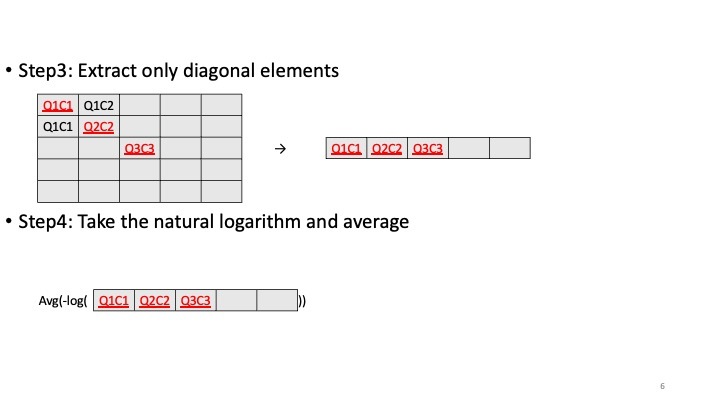 • Step3: Extract only diagonal elements
Q1C1 Q1C2
Q1C1 Q2C2
Q3C3 → Q1C1 Q2C2 Q3C3
• Step4: Take the natural logarithm and average
Avg(-log( Q1C1 Q2C2 Q3C3 ))
6